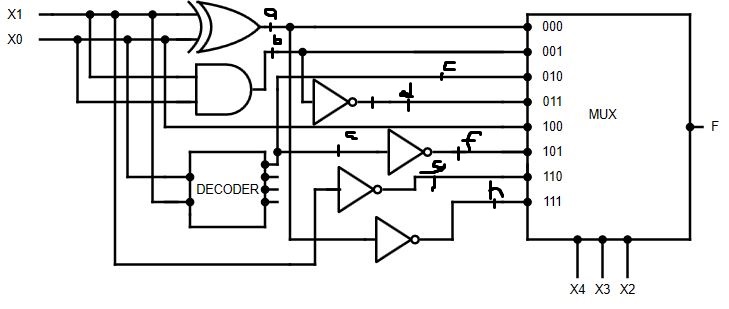 X1
X0
a
b
000
001
c
010
d
011
100
e
f
101
g
110
h
111
MUX
F
DECODER
X4 X3 X2